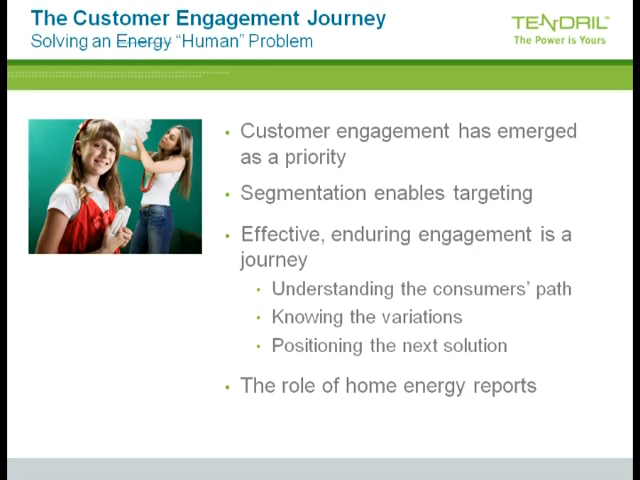 The Customer Engagement Journey
Solving an Energy “Human” Problem
TENDRIL™
The Power is Yours
• Customer engagement has emerged
as a priority
• Segmentation enables targeting
• Effective, enduring engagement is a
journey
• Understanding the consumers’ path
• Knowing the variations
• Positioning the next solution
• The role of home energy reports